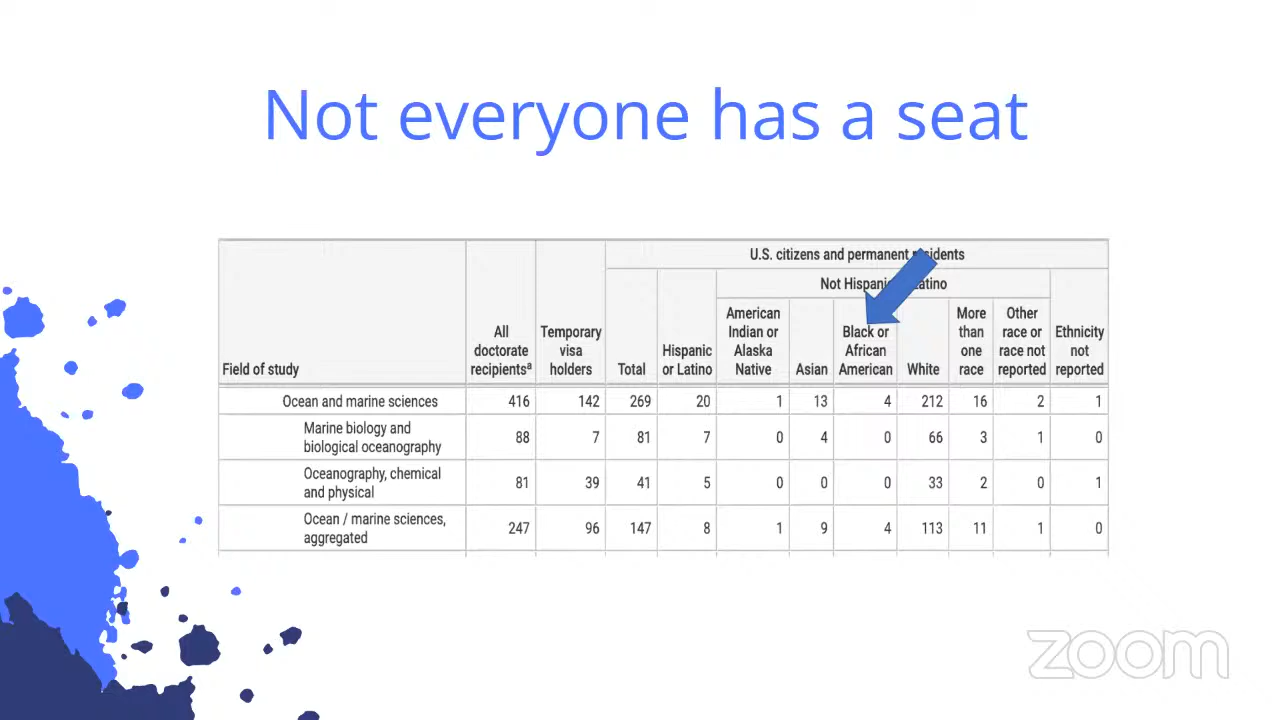 Not everyone has a seat
U.S. citizens and permanent residents
Not Hispanic Latino
American Indian or Alaska Native
More than one race
Other race or race not reported
All doctorate recipientsa
Temporary visa holders
Black or African American
Ethnicity not reported
Hispanic or Latino
Field of study
Total
Asian
White
Ocean and marine sciences 416 142 269 20 1 13 4 212 16 2 1
Marine biology and biological oceanography 88 7 81 7 0 4 0 66 3 1 0
Oceanography, chemical and physical 81 39 41 5 0 0 0 33 2 0 1
Ocean / marine sciences, aggregated 247 96 147 8 1 9 4 113 11 1 0
zoom